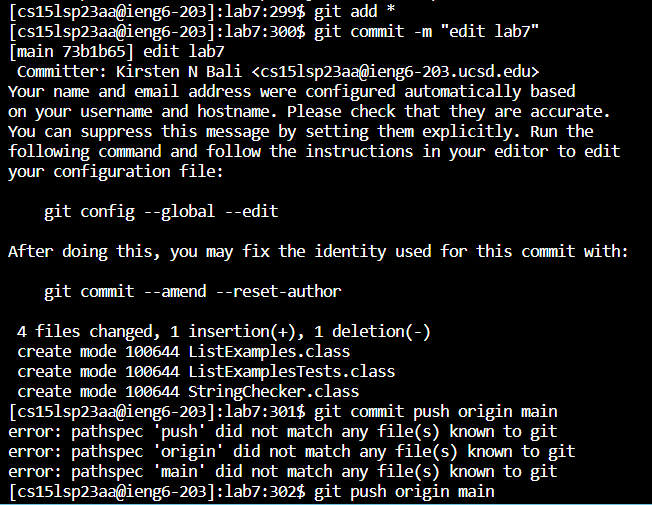 [cs15lsp23aa@ieng6-203]:lab7:299$ git add *
[cs15lsp23aa@ieng6-203]:lab7:300$ git commit -m "edit lab7"
[main 73b1b65] edit lab7
 Committer: Kirsten N Bali <cs15lsp23aa@ieng6-203.ucsd.edu>
Your name and email address were configured automatically based
on your username and hostname. Please check that they are accurate.
You can suppress this message by setting them explicitly. Run the
following command and follow the instructions in your editor to edit
your configuration file:

    git config --global --edit

After doing this, you may fix the identity used for this commit with:

    git commit --amend --reset-author

 4 files changed, 1 insertion(+), 1 deletion(-)
 create mode 100644 ListExamples.class
 create mode 100644 ListExamplesTests.class
 create mode 100644 StringChecker.class
[cs15lsp23aa@ieng6-203]:lab7:301$ git commit push origin main
error: pathspec 'push' did not match any file(s) known to git
error: pathspec 'origin' did not match any file(s) known to git
error: pathspec 'main' did not match any file(s) known to git
[cs15lsp23aa@ieng6-203]:lab7:302$ git push origin main